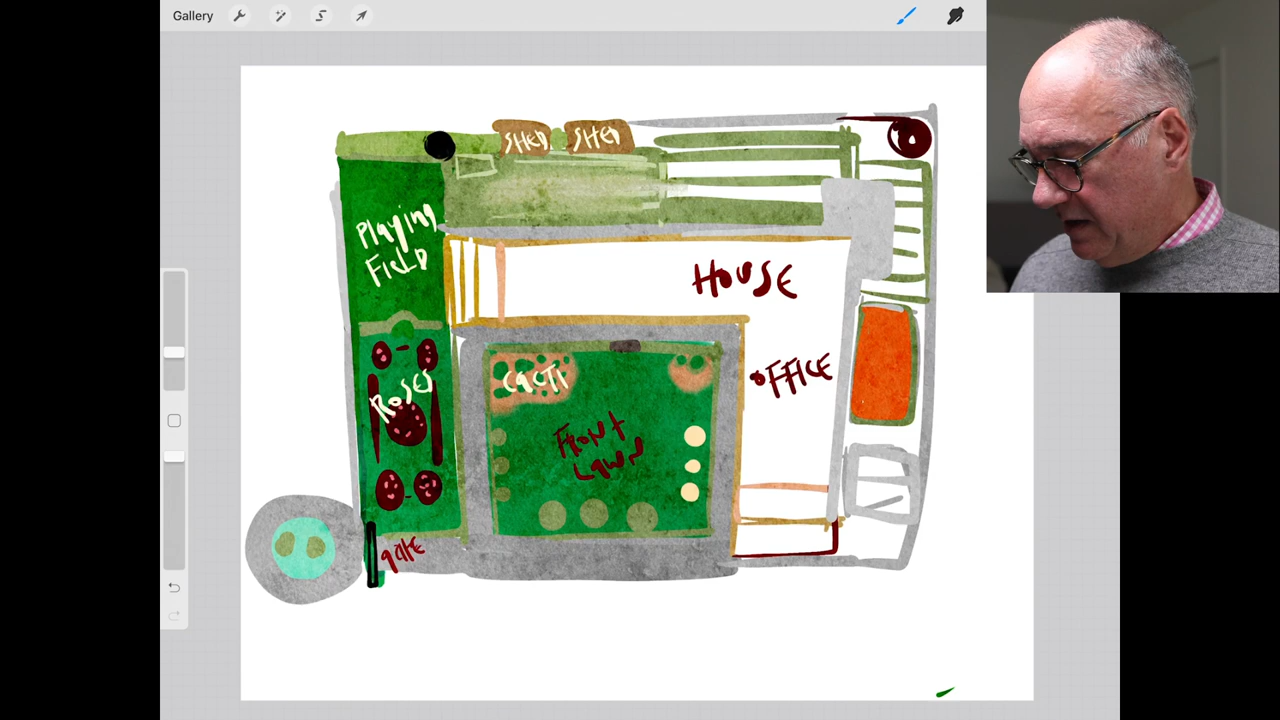 Gallery
SHED SHED
Playing
FIELD
HOUSE
CACTI
OFFICE
ROSES
FRONT
LAWN
gATE